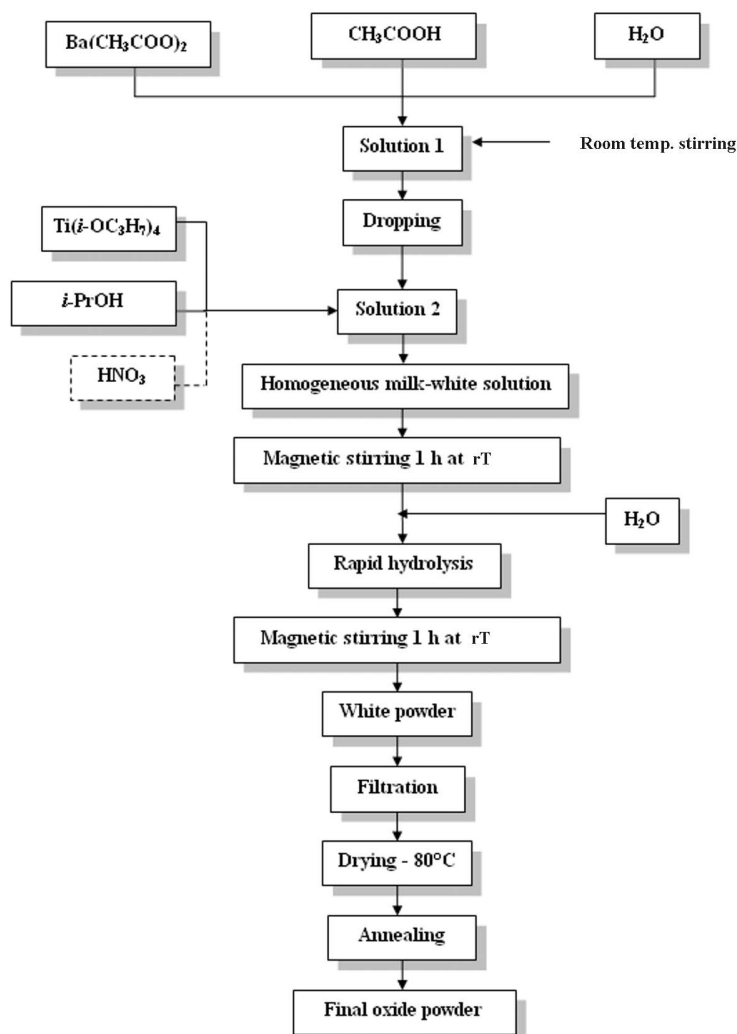 Ba(CH₃COO)₂
CH₃COOH
H₂O
Solution 1
Room temp. stirring
Dropping
Ti(i-OC₃H₇)₄
i-PrOH
Solution 2
HNO₃
Homogeneous milk-white solution
Magnetic stirring 1 h at rT
H₂O
Rapid hydrolysis
Magnetic stirring 1 h at rT
White powder
Filtration
Drying - 80°C
Annealing
Final oxide powder